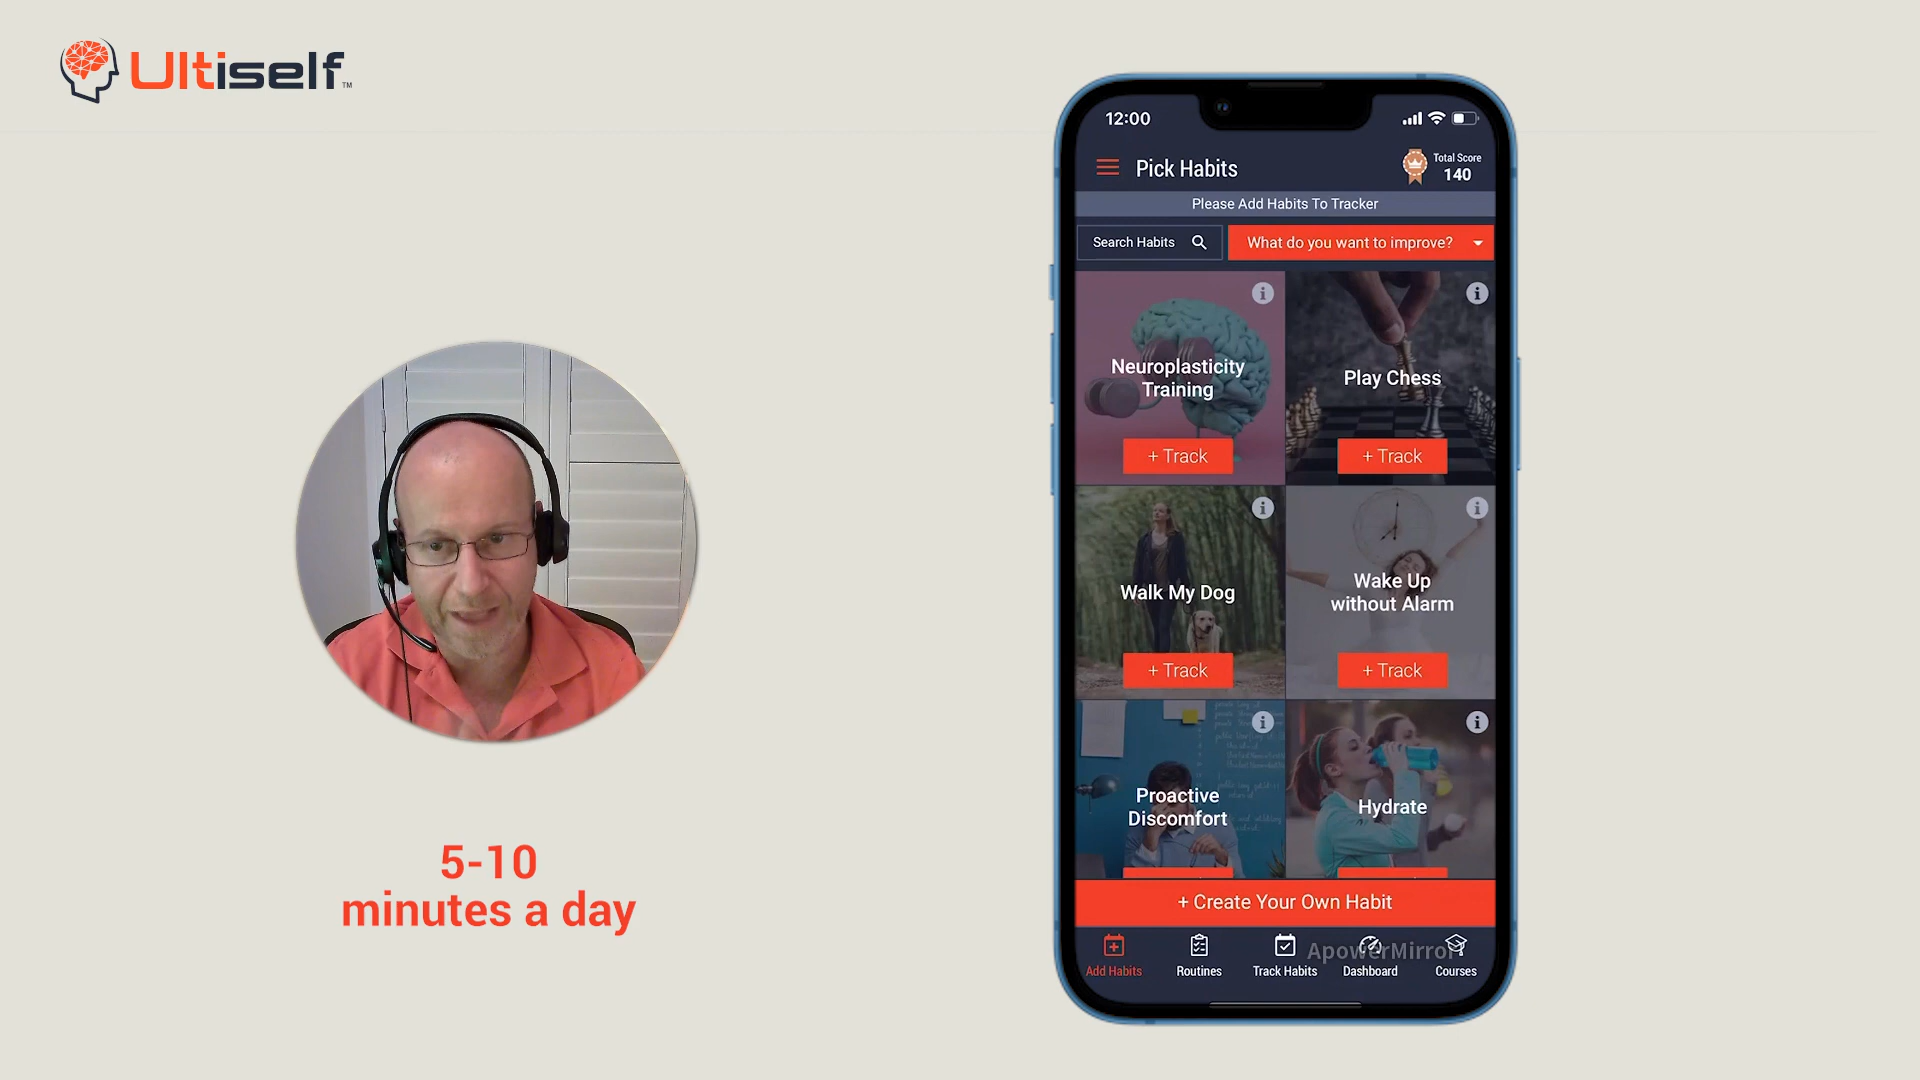 Ultiself™
12:00
Pick Habits
Total Score
140
Please Add Habits To Tracker
Search Habits
What do you want to improve?
Neuroplasticity
Training
+ Track
Play Chess
+ Track
Walk My Dog
+ Track
Wake Up
without Alarm
+ Track
Proactive
Discomfort
Hydrate
+ Create Your Own Habit
Add Habits
Routines
Track Habits
Dashboard
Courses
ApowerMirror
5-10
minutes a day